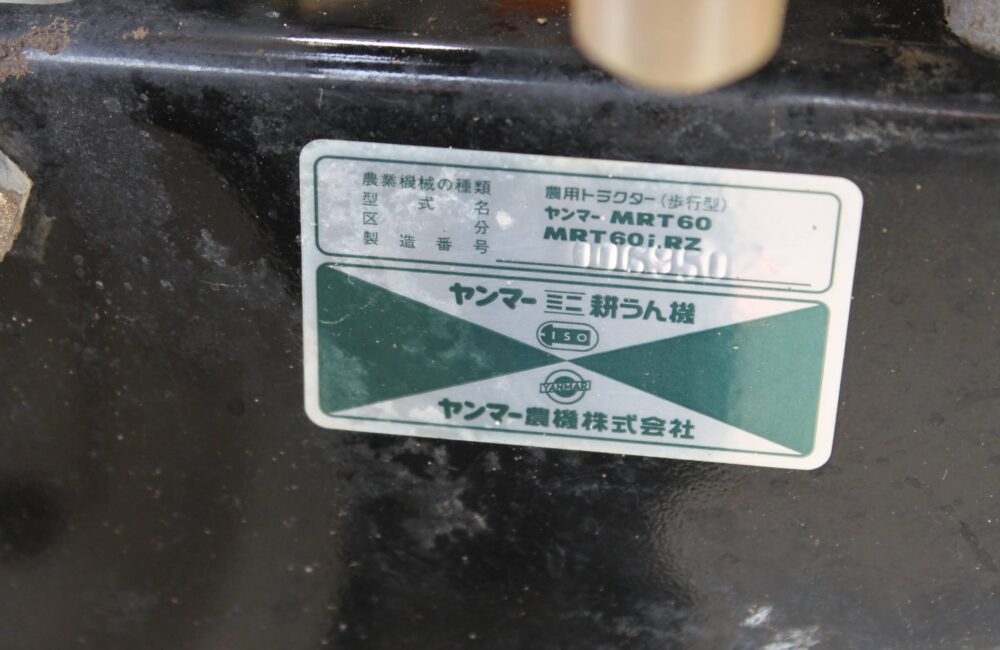 農業機械の種類 農用トラクター(歩行型)
型式名 ヤンマー MRT60
区分 MRT60i,RZ
製造番号 006950
ヤンマーミニ耕うん機
ISO
YANMAR
ヤンマー農機株式会社